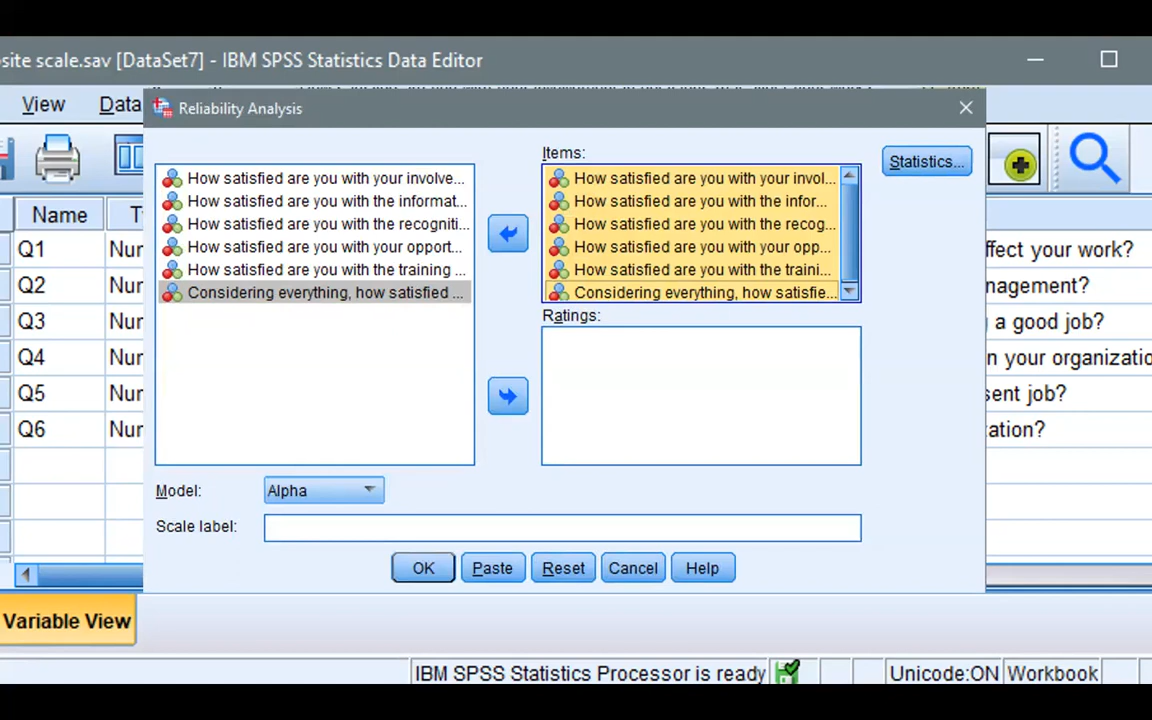 site scale.sav [DataSet7] - IBM SPSS Statistics Data Editor
View Data
Reliability Analysis
Items:
Statistics...
How satisfied are you with your involve...
How satisfied are you with the informat...
How satisfied are you with the recogniti...
How satisfied are you with your opport...
How satisfied are you with the training ...
Considering everything, how satisfied ...
How satisfied are you with your invol...
How satisfied are you with the infor...
How satisfied are you with the recog...
How satisfied are you with your opp...
How satisfied are you with the traini...
Considering everything, how satisfie...
Ratings:
Name T
Q1 Nur
Q2 Nur
Q3 Nur
Q4 Nur
Q5 Nur
Q6 Nur
ffect your work?
nagement?
a good job?
n your organizatio
sent job?
ation?
Model: Alpha
Scale label:
OK Paste Reset Cancel Help
Variable View
IBM SPSS Statistics Processor is ready
Unicode:ON Workbook